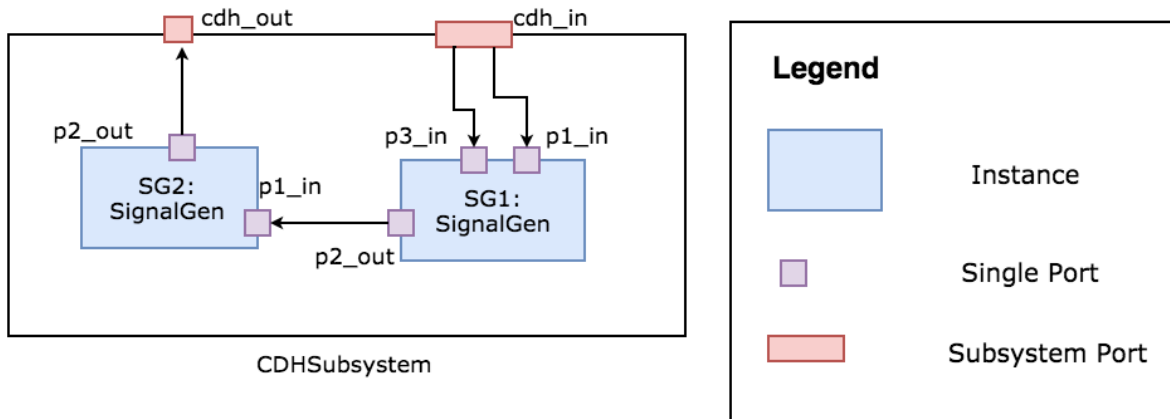 cdh_out
cdh_in
p2_out
p3_in
p1_in
SG2:
SignalGen
p1_in
SG1:
SignalGen
p2_out
CDHSubsystem
Legend
Instance
Single Port
Subsystem Port